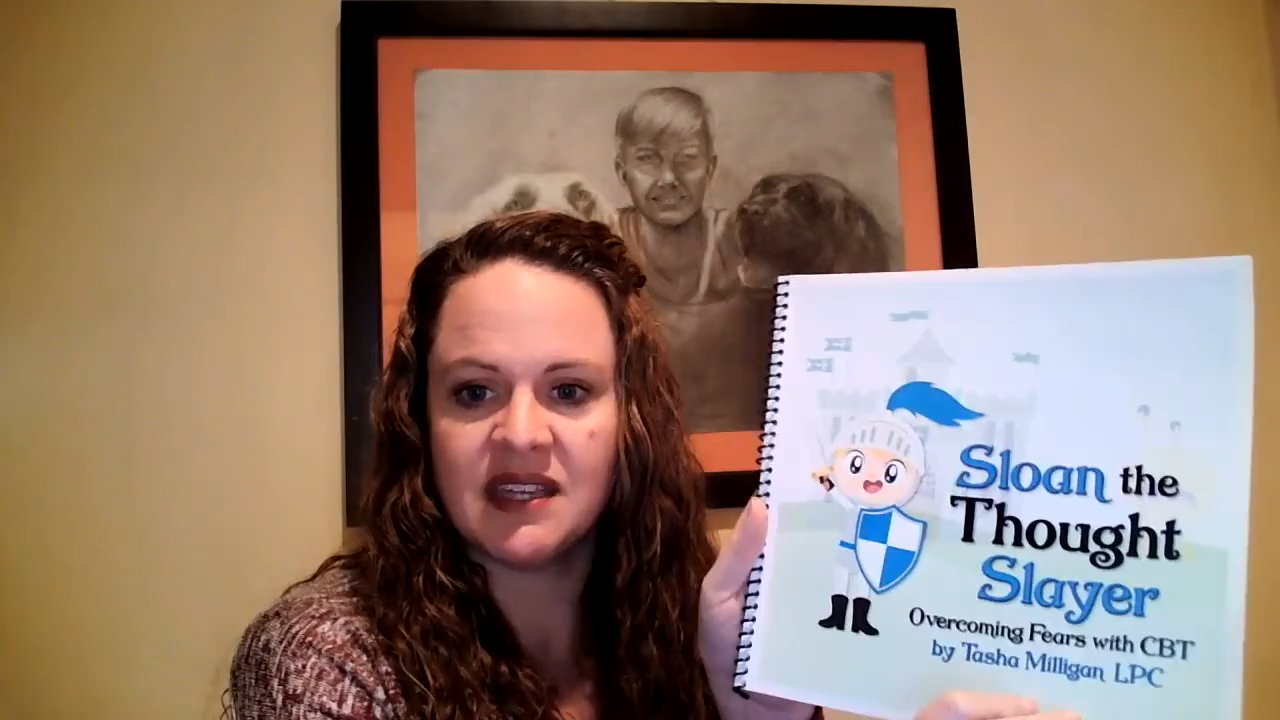 Sloan the
Thought
Slayer
Overcoming Fears with CBT
by Tasha Milligan LPC